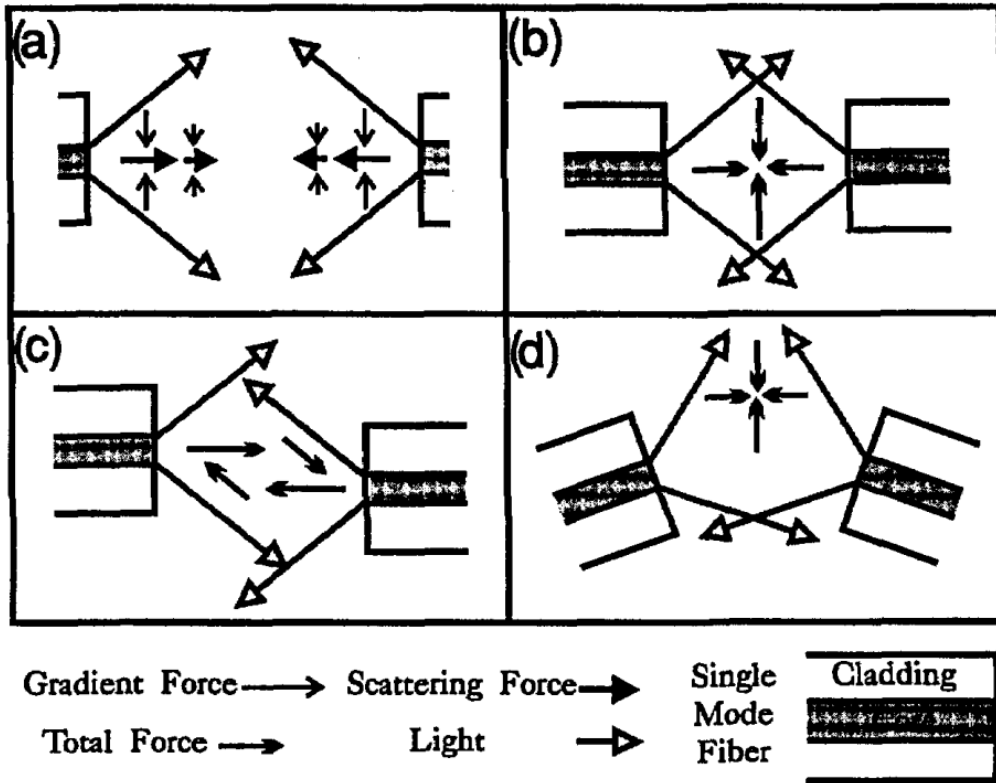 (a)
(b)
(c)
(d)
Gradient Force
Scattering Force
Single
Mode
Fiber
Cladding
Total Force
Light